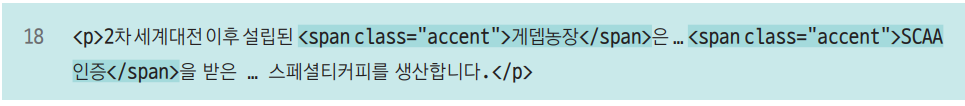 18 <p>2차 세계대전 이후 설립된 <span class="accent">게뎁농장</span>은 … <span class="accent">SCAA
인증</span>을 받은 … 스페셜티커피를 생산합니다.</p>